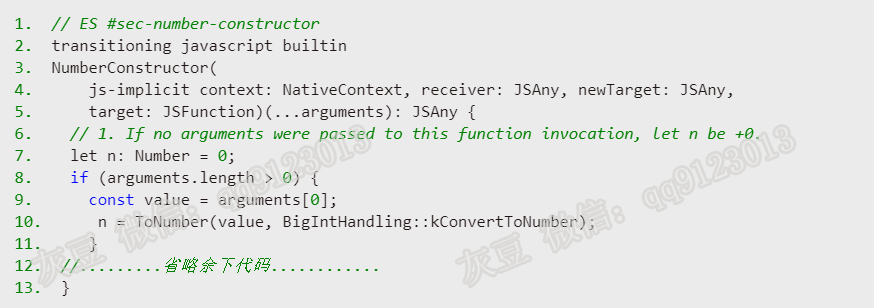 1. // ES #sec-number-constructor
2. transitioning javascript builtin
3. NumberConstructor(
4. js-implicit context: NativeContext, receiver: JSAny, newTarget: JSAny,
5. target: JSFunction)(...arguments): JSAny {
6. // 1. If no arguments were passed to this function invocation, let n be +0.
7. let n: Number = 0;
8. if (arguments.length > 0) {
9. const value = arguments[0];
10. n = ToNumber(value, BigIntHandling::kConvertToNumber);
11. }
12. //.........省略余下代码............
13. }
灰豆 微信：qq9123013
灰豆 微信：qq9123013